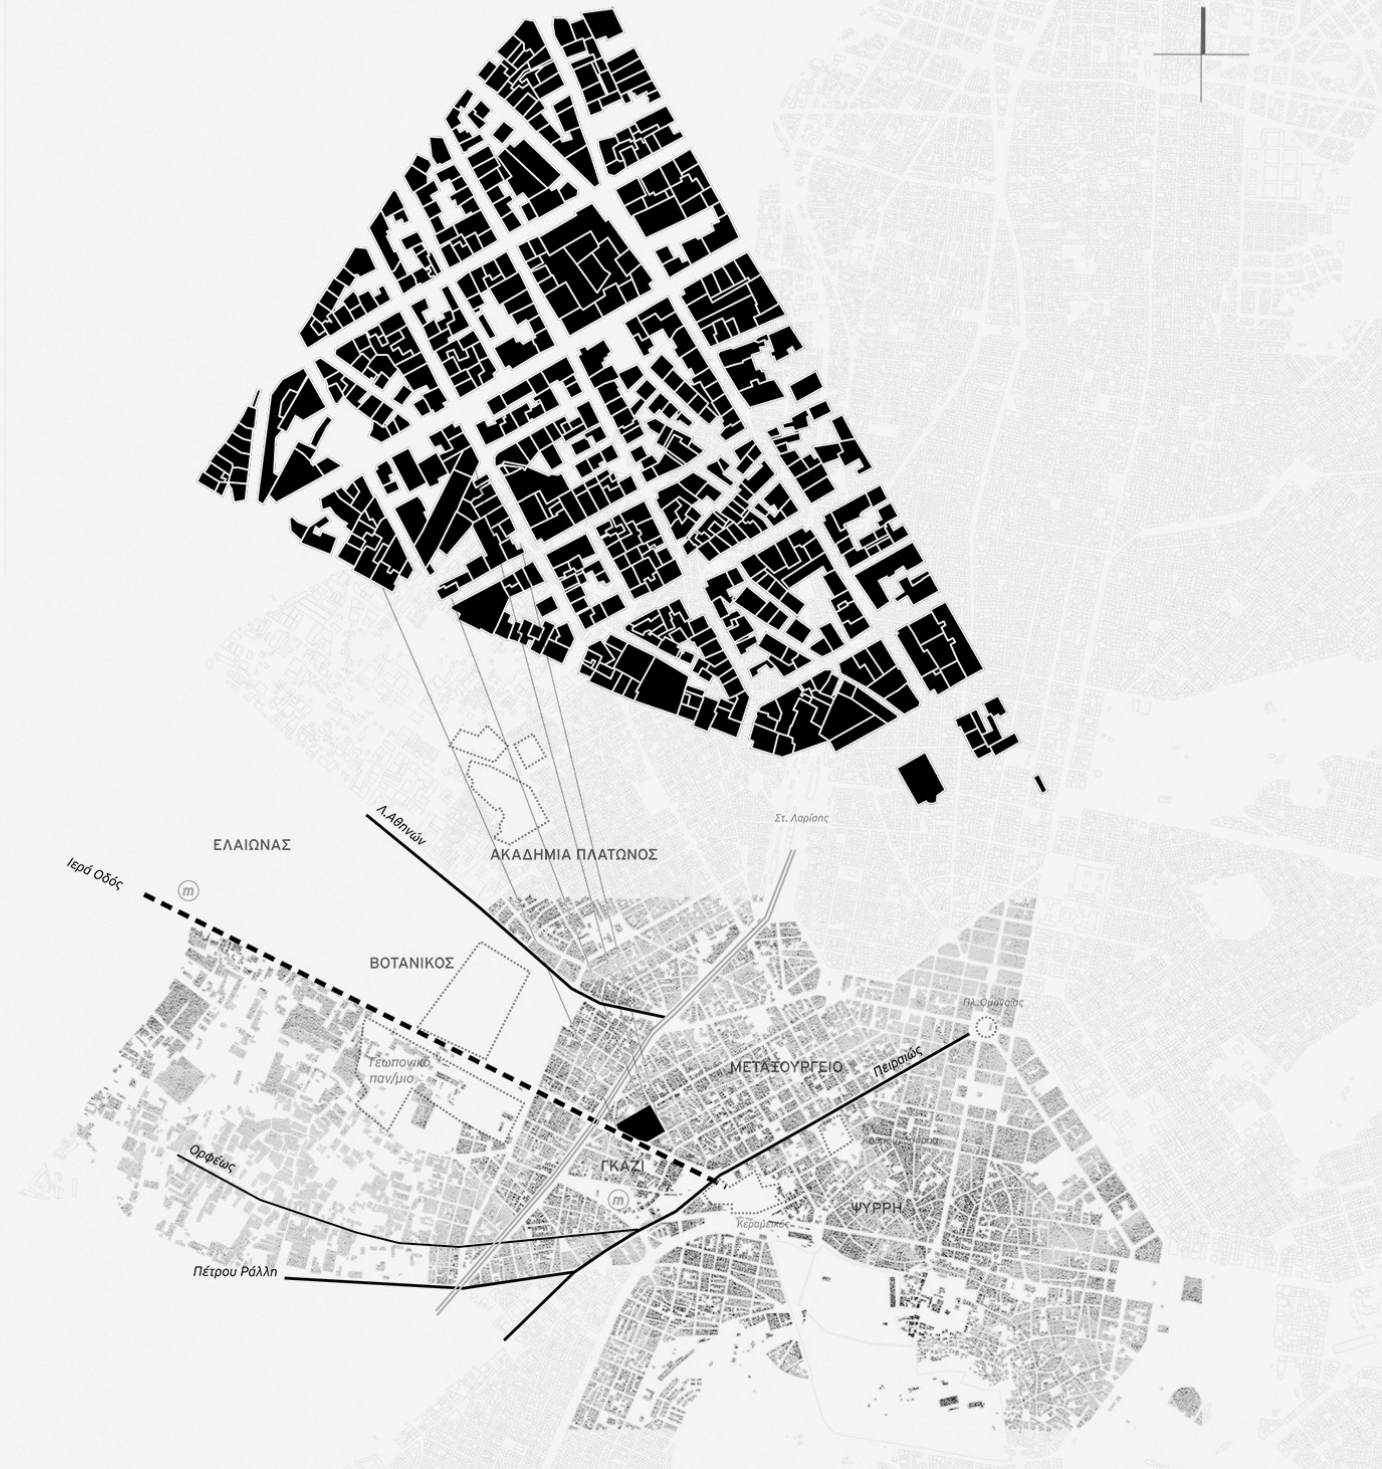 Στ. Λαρίσης
Λ.Αθηνών
ΕΛΑΙΩΝΑΣ
ΑΚΑΔΗΜΙΑ ΠΛΑΤΩΝΟΣ
Ιερά Οδός
m
ΒΟΤΑΝΙΚΟΣ
Πλ. Ομονοίας
Γεωπονικό
παν/μιο
ΜΕΤΑΞΟΥΡΓΕΙΟ
Πειραιώς
Ορφέως
ΓΚΑΖΙ
m
ΨΥΡΡΗ
Κεραμεικός
Πέτρου Ράλλη